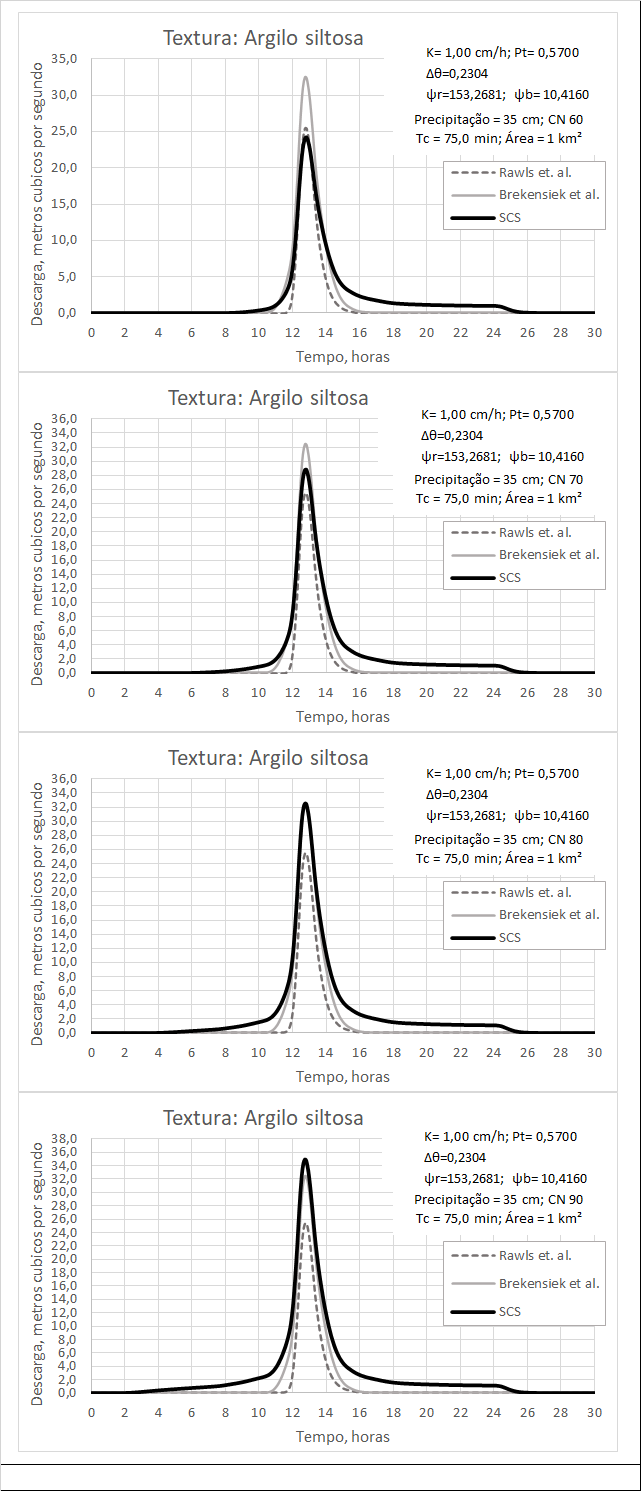 Textura: Argilo siltosa
K= 1,00 cm/h; Pt= 0,5700
Δθ=0,2304
ψr=153,2681; ψb= 10,4160
Precipitação = 35 cm; CN 60
Tc = 75,0 min; Área = 1 km²
Rawls et. al.
Brekensiek et al.
SCS
Descarga, metros cubicos por segundo
35,0
30,0
25,0
20,0
15,0
10,0
5,0
0,0
0 2 4 6 8 10 12 14 16 18 20 22 24 26 28 30
Tempo, horas
Textura: Argilo siltosa
K= 1,00 cm/h; Pt= 0,5700
Δθ=0,2304
ψr=153,2681; ψb= 10,4160
Precipitação = 35 cm; CN 70
Tc = 75,0 min; Área = 1 km²
Rawls et. al.
Brekensiek et al.
SCS
Descarga, metros cubicos por segundo
36,0
34,0
32,0
30,0
28,0
26,0
24,0
22,0
20,0
18,0
16,0
14,0
12,0
10,0
8,0
6,0
4,0
2,0
0,0
0 2 4 6 8 10 12 14 16 18 20 22 24 26 28 30
Tempo, horas
Textura: Argilo siltosa
K= 1,00 cm/h; Pt= 0,5700
Δθ=0,2304
ψr=153,2681; ψb= 10,4160
Precipitação = 35 cm; CN 80
Tc = 75,0 min; Área = 1 km²
Rawls et. al.
Brekensiek et al.
SCS
Descarga, metros cubicos por segundo
36,0
34,0
32,0
30,0
28,0
26,0
24,0
22,0
20,0
18,0
16,0
14,0
12,0
10,0
8,0
6,0
4,0
2,0
0,0
0 2 4 6 8 10 12 14 16 18 20 22 24 26 28 30
Tempo, horas
Textura: Argilo siltosa
K= 1,00 cm/h; Pt= 0,5700
Δθ=0,2304
ψr=153,2681; ψb= 10,4160
Precipitação = 35 cm; CN 90
Tc = 75,0 min; Área = 1 km²
Rawls et. al.
Brekensiek et al.
SCS
Descarga, metros cubicos por segundo
38,0
36,0
34,0
32,0
30,0
28,0
26,0
24,0
22,0
20,0
18,0
16,0
14,0
12,0
10,0
8,0
6,0
4,0
2,0
0,0
0 2 4 6 8 10 12 14 16 18 20 22 24 26 28 30
Tempo, horas